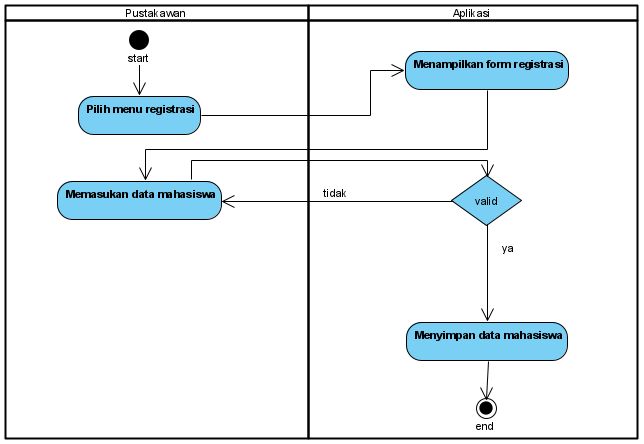 Pustakawan
Aplikasi
start
Menampilkan form registrasi
Pilih menu registrasi
Memasukan data mahasiswa
tidak
valid
ya
Menyimpan data mahasiswa
end